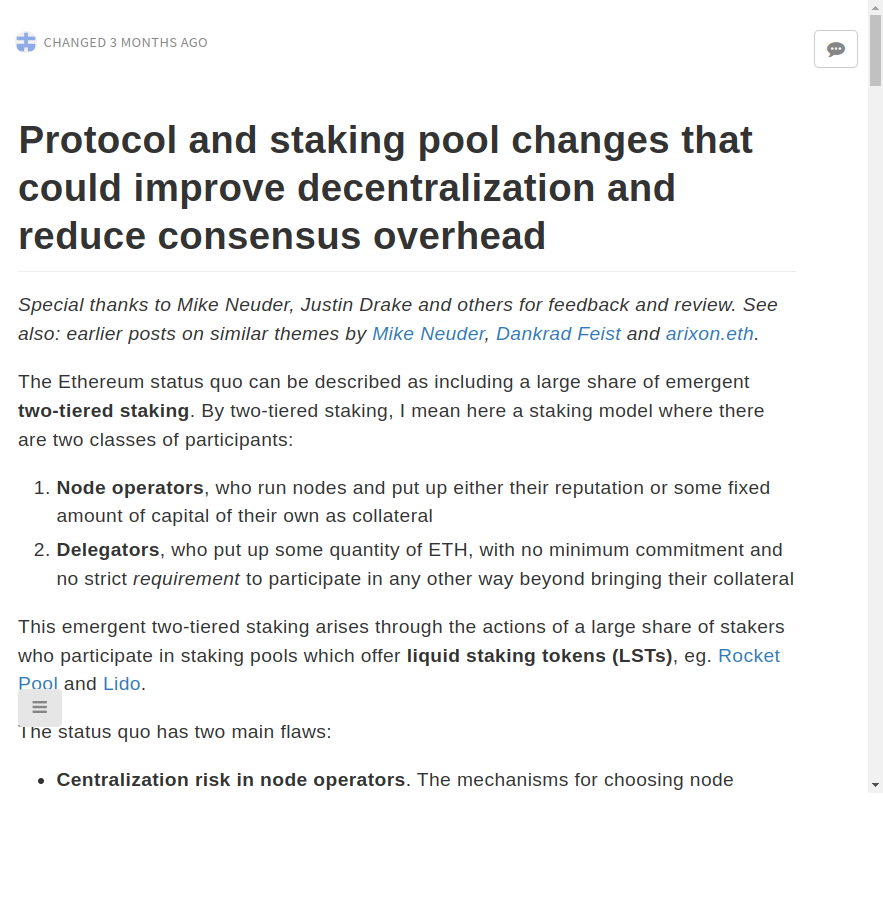 CHANGED 3 MONTHS AGO
Protocol and staking pool changes that
could improve decentralization and
reduce consensus overhead
Special thanks to Mike Neuder, Justin Drake and others for feedback and review. See
also: earlier posts on similar themes by Mike Neuder, Dankrad Feist and arixon.eth.
The Ethereum status quo can be described as including a large share of emergent
two-tiered staking. By two-tiered staking, I mean here a staking model where there
are two classes of participants:
1. Node operators, who run nodes and put up either their reputation or some fixed
amount of capital of their own as collateral
2. Delegators, who put up some quantity of ETH, with no minimum commitment and
no strict requirement to participate in any other way beyond bringing their collateral
This emergent two-tiered staking arises through the actions of a large share of stakers
who participate in staking pools which offer liquid staking tokens (LSTs), eg. Rocket
Pool and Lido.
The status quo has two main flaws:
• Centralization risk in node operators. The mechanisms for choosing node